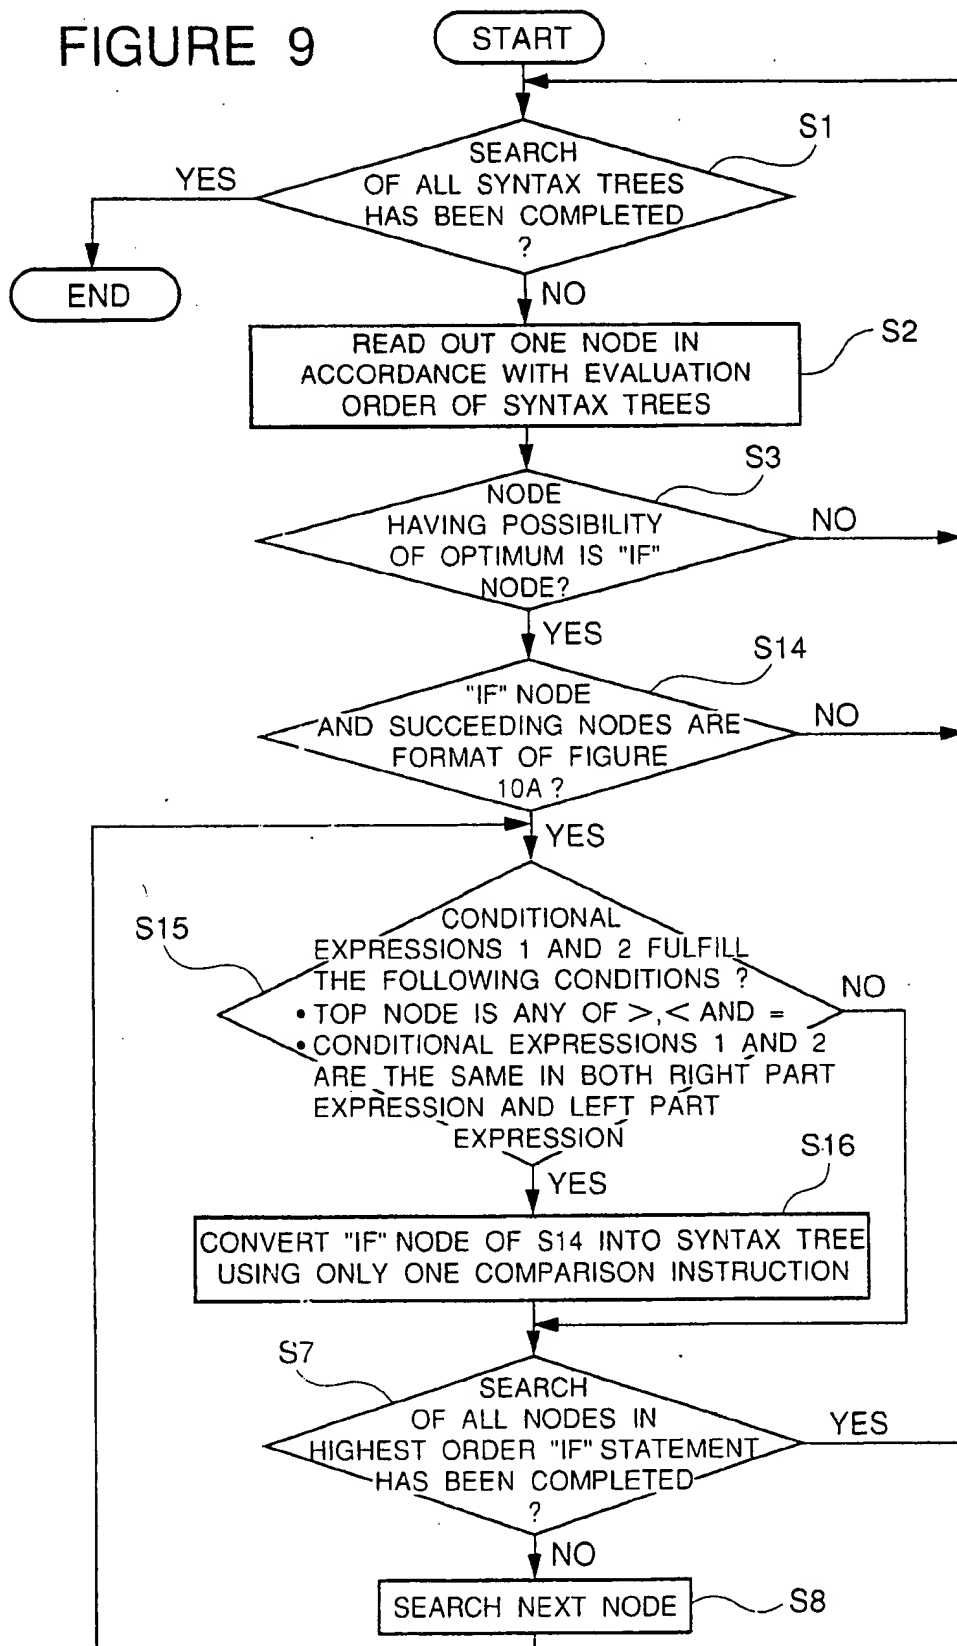 FIGURE 9
START
S1
SEARCH
OF ALL SYNTAX TREES
HAS BEEN COMPLETED
?
YES
END
NO
S2
READ OUT ONE NODE IN
ACCORDANCE WITH EVALUATION
ORDER OF SYNTAX TREES
S3
NODE
HAVING POSSIBILITY
OF OPTIMUM IS "IF"
NODE?
NO
YES
S14
"IF" NODE
AND SUCCEEDING NODES ARE
FORMAT OF FIGURE
10A ?
NO
YES
S15
CONDITIONAL
EXPRESSIONS 1 AND 2 FULFILL
THE FOLLOWING CONDITIONS ?
• TOP NODE IS ANY OF >,< AND =
• CONDITIONAL EXPRESSIONS 1 AND 2
ARE THE SAME IN BOTH RIGHT PART
EXPRESSION AND LEFT PART
EXPRESSION
NO
YES
S16
CONVERT "IF" NODE OF S14 INTO SYNTAX TREE
USING ONLY ONE COMPARISON INSTRUCTION
S7
SEARCH
OF ALL NODES IN
HIGHEST ORDER "IF" STATEMENT
HAS BEEN COMPLETED
?
YES
NO
SEARCH NEXT NODE
S8